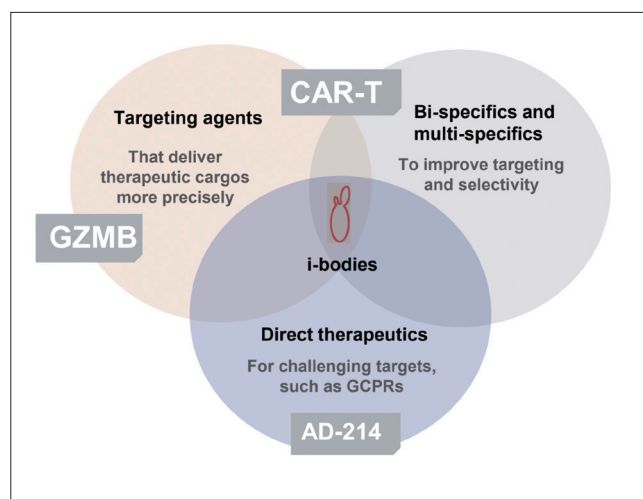 CAR-T
Targeting agents
That deliver
therapeutic cargos
more precisely
Bi-specifics and
multi-specifics
To improve targeting
and selectivity
GZMB
i-bodies
Direct therapeutics
For challenging targets,
such as GCPRs
AD-214